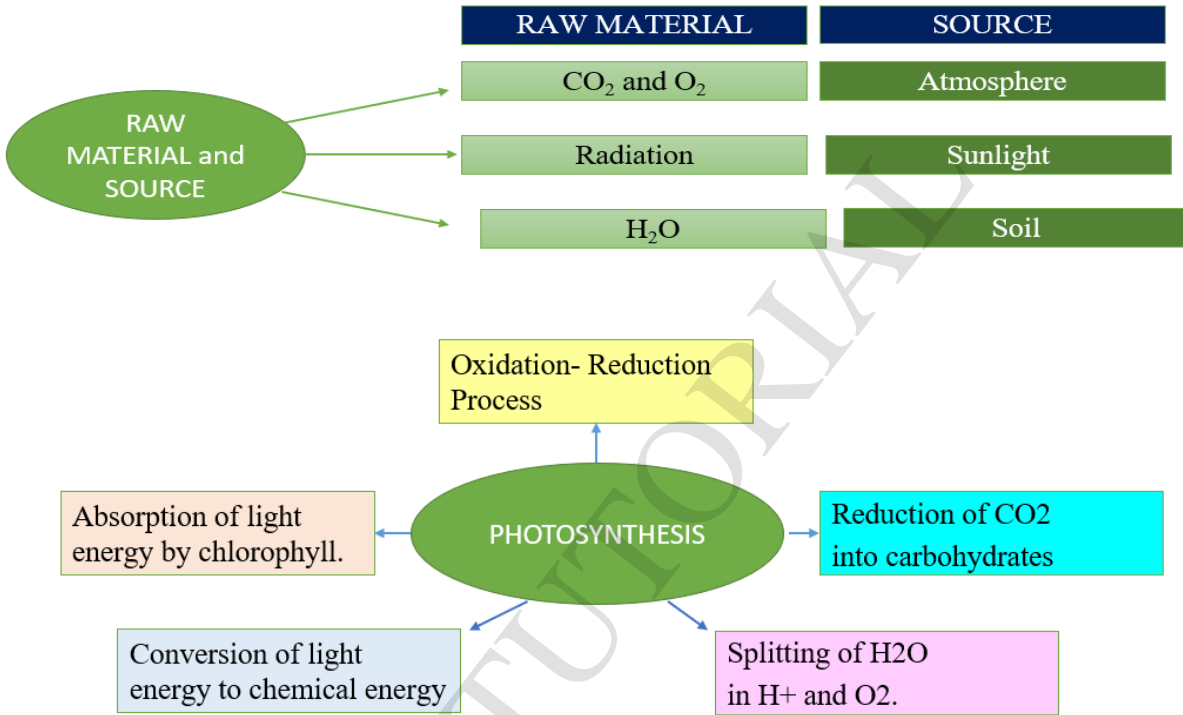 RAW MATERIAL SOURCE
CO₂ and O₂ Atmosphere
RAW
MATERIAL and
SOURCE
Radiation Sunlight
H₂O Soil
Oxidation- Reduction
Process
Absorption of light
energy by chlorophyll.
PHOTOSYNTHESIS
Reduction of CO2
into carbohydrates
Conversion of light
energy to chemical energy
Splitting of H2O
in H+ and O2.
TUTORIAL